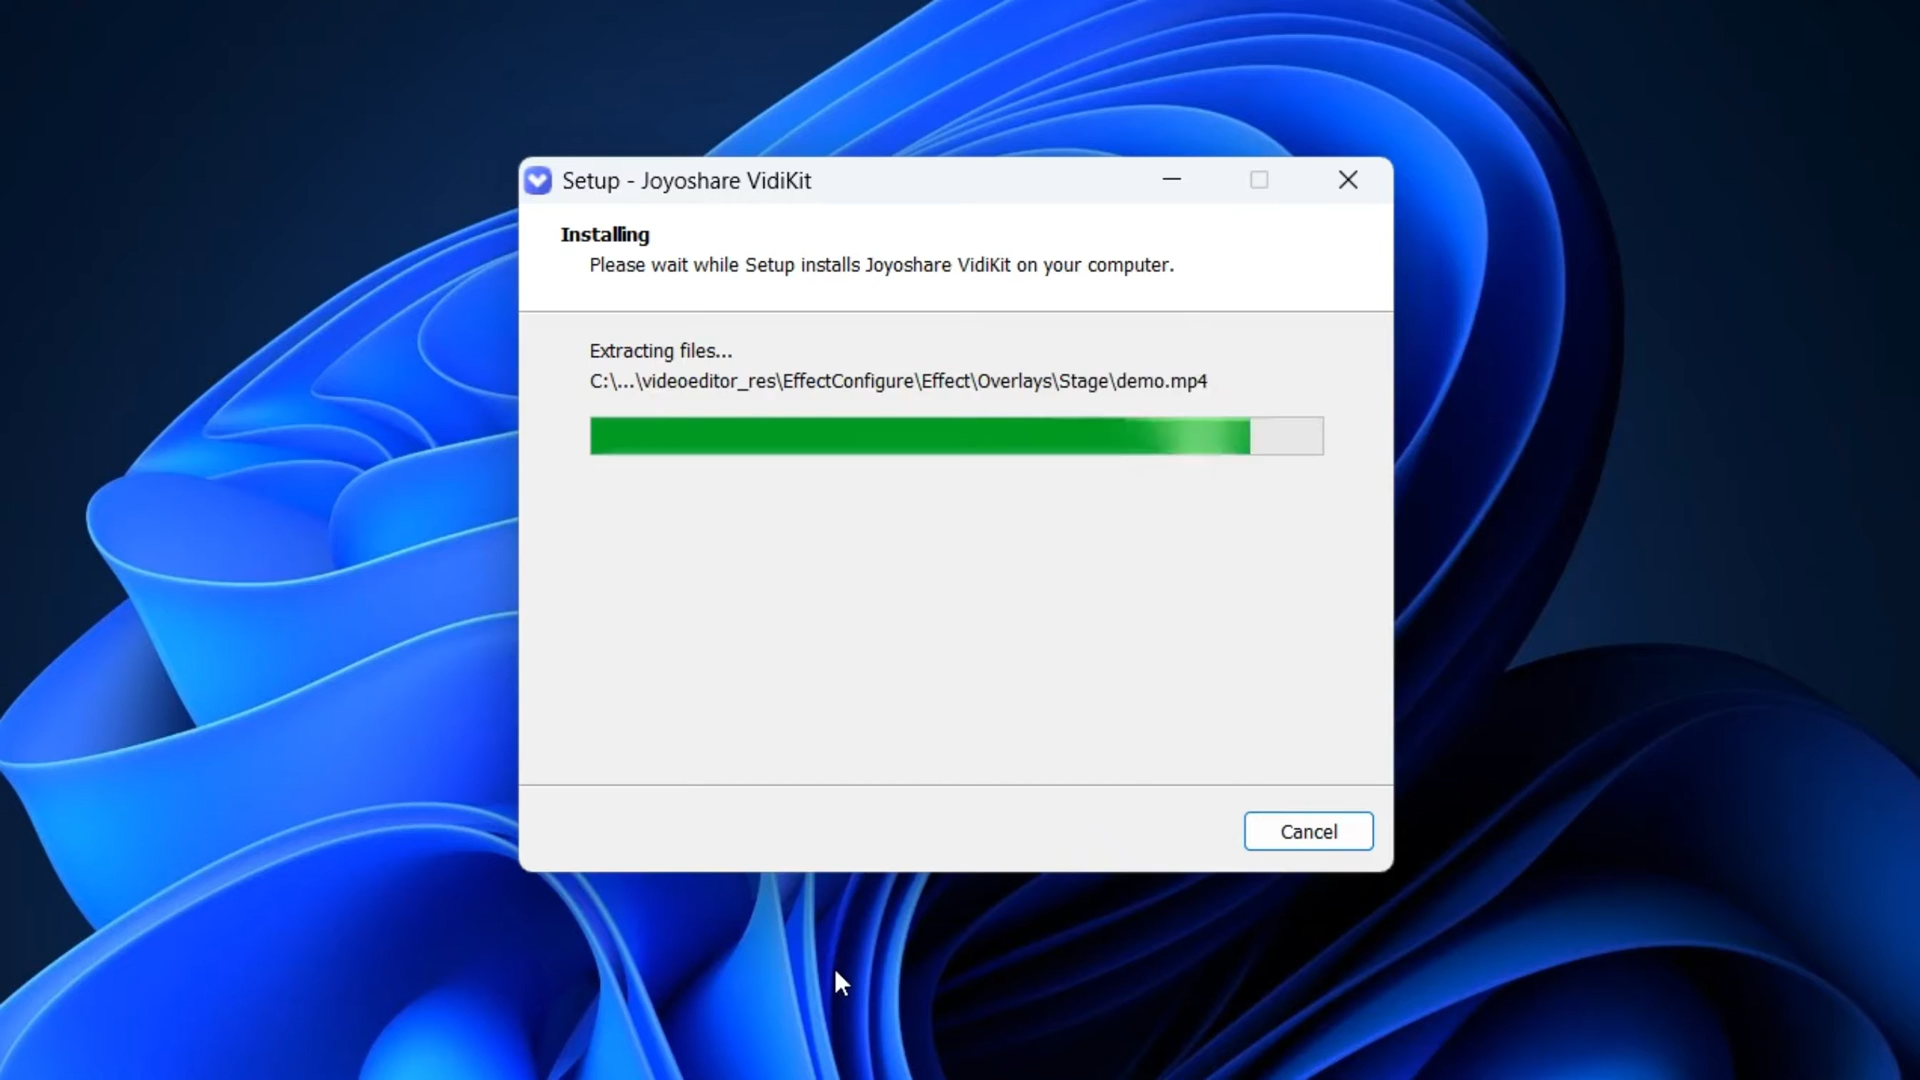 Setup - Joyoshare VidiKit
Installing
Please wait while Setup installs Joyoshare VidiKit on your computer.
Extracting files...
C:\...\videoeditor_res\EffectConfigure\Effect\Overlays\Stage\demo.mp4
Cancel